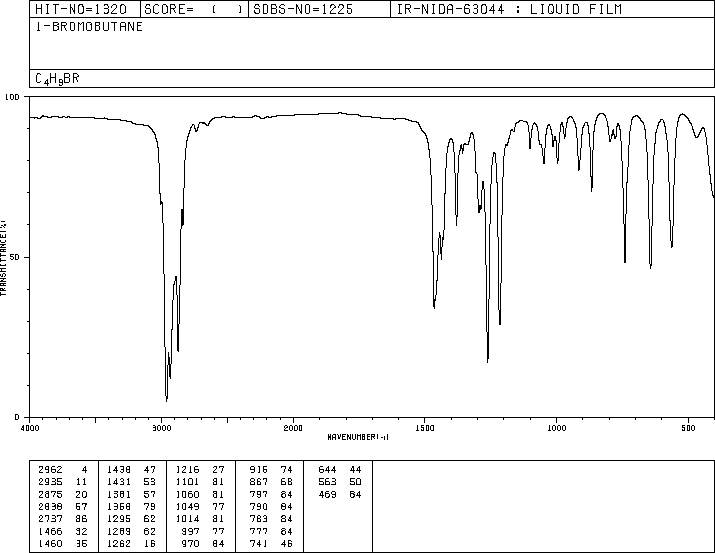 HIT-NO=1320 SCORE= ( ) SDBS-NO=1225 IR-NIDA-63044 : LIQUID FILM
1-BROMOBUTANE
C4H9BR
100
50
0
TRANSMITTANCE(%)
4000 3000 2000 1500 1000 500
WAVENUMBER(-1)
2962 4 1438 47 1216 27 916 74 644 44
2935 11 1431 53 1101 81 867 68 563 50
2875 20 1381 57 1060 81 797 84 469 84
2838 57 1358 79 1049 77 790 84
2737 86 1295 62 1014 81 783 84
1466 32 1289 62 997 77 777 84
1460 35 1262 16 970 84 741 46